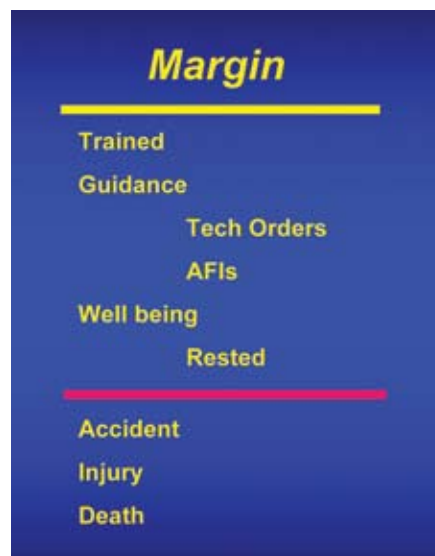 Margin
Trained
Guidance
Tech Orders
AFIs
Well being
Rested
Accident
Injury
Death